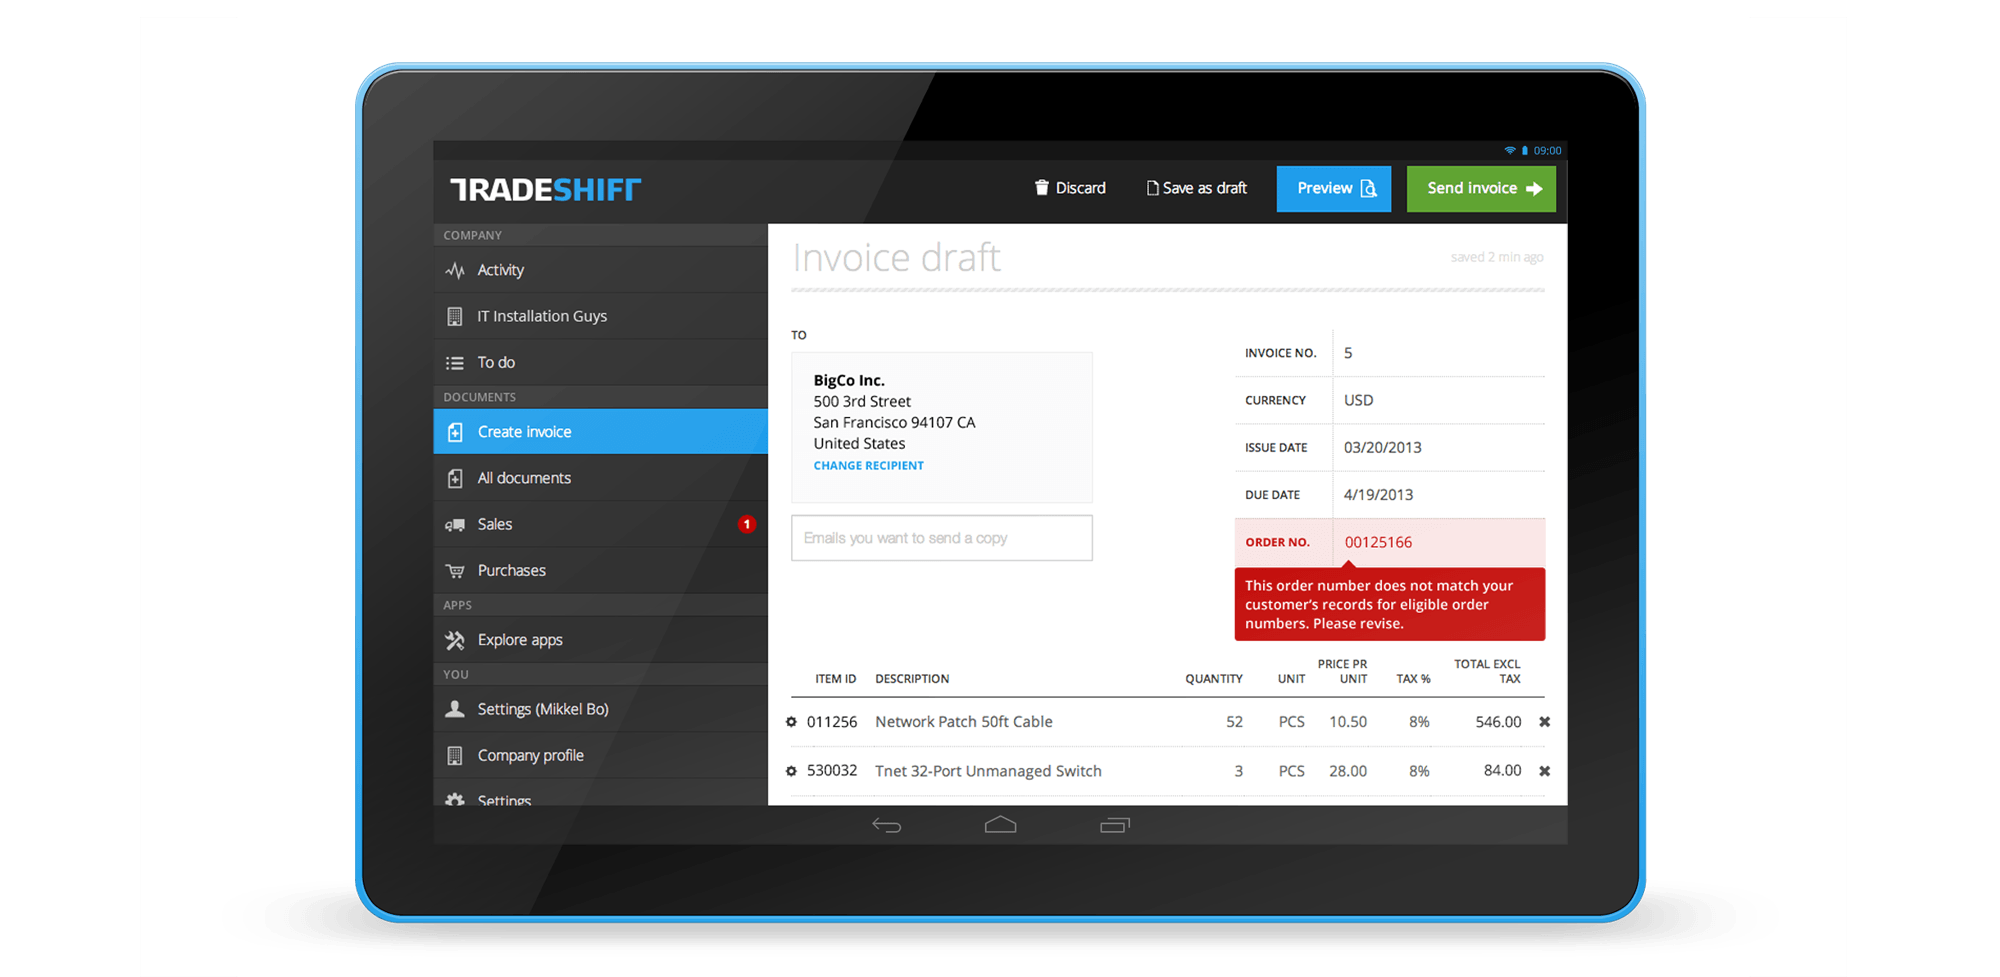 09:00
TRADESHIFT
Discard
Save as draft
Preview
Send invoice
COMPANY
Activity
IT Installation Guys
To do
DOCUMENTS
Create invoice
All documents
Sales
1
Purchases
APPS
Explore apps
YOU
Settings (Mikkel Bo)
Company profile
Settings
Invoice draft
saved 2 min ago
TO
BigCo Inc.
500 3rd Street
San Francisco 94107 CA
United States
CHANGE RECIPIENT
Emails you want to send a copy
INVOICE NO. 5
CURRENCY USD
ISSUE DATE 03/20/2013
DUE DATE 4/19/2013
ORDER NO. 00125166
This order number does not match your
customer’s records for eligible order
numbers. Please revise.
ITEM ID DESCRIPTION QUANTITY UNIT PRICE PR UNIT TAX % TOTAL EXCL TAX
011256 Network Patch 50ft Cable 52 PCS 10.50 8% 546.00
530032 Tnet 32-Port Unmanaged Switch 3 PCS 28.00 8% 84.00